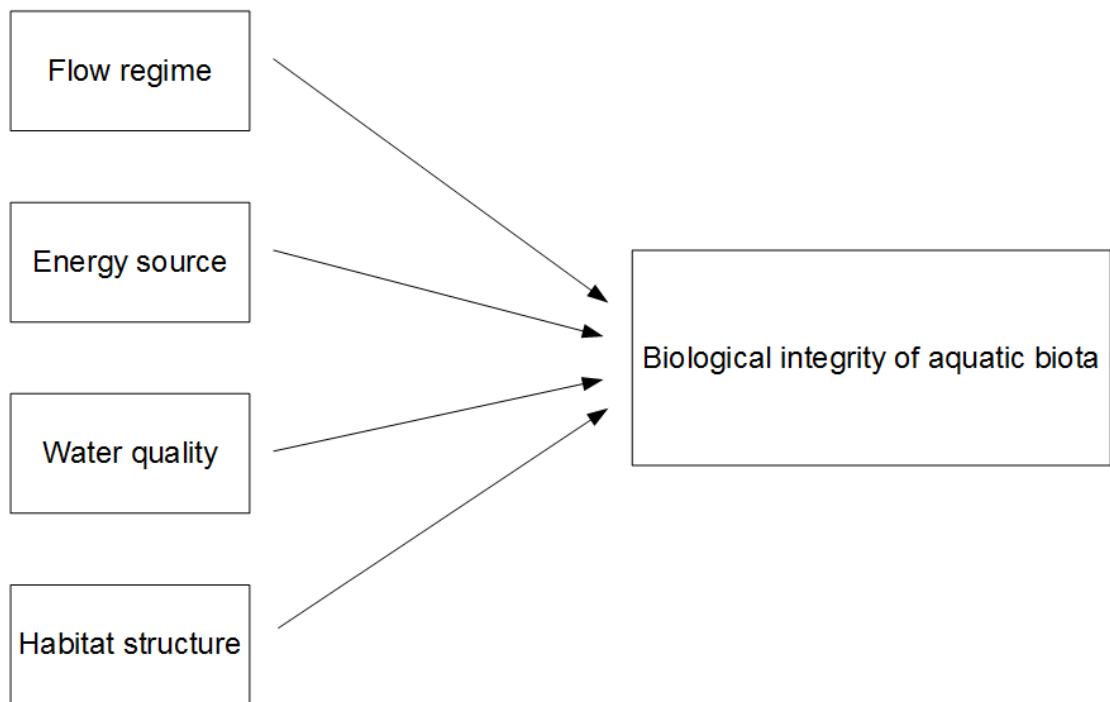 Flow regime
Energy source
Biological integrity of aquatic biota
Water quality
Habitat structure